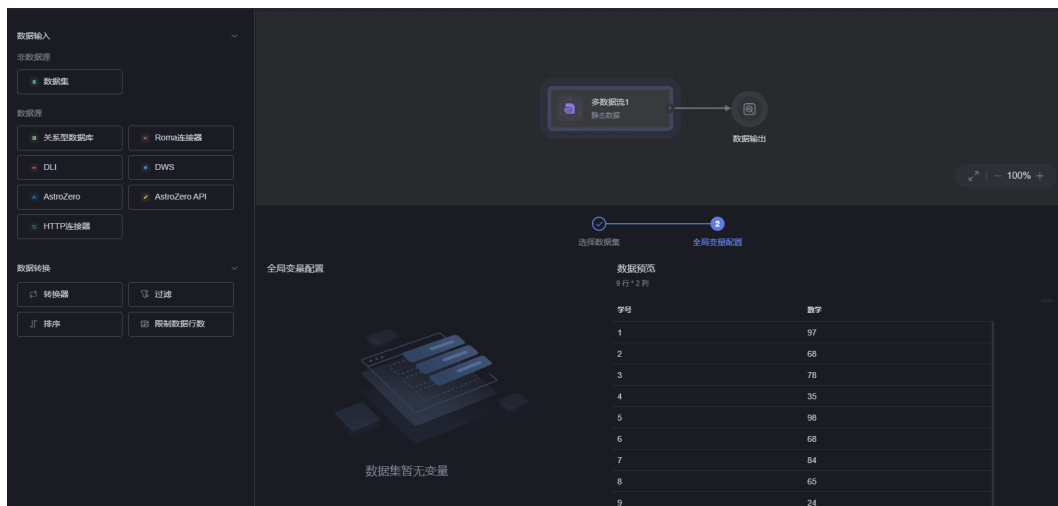 数据输入
非数据源
数据集
数据源
关系型数据库
Roma连接器
DLI
DWS
AstroZero
AstroZero API
HTTP连接器
数据转换
转换器
过滤
排序
限制数据行数
多数据流1
静态数据
数据输出
100%
2
选择数据集
全局变量配置
全局变量配置
数据集暂无变量
数据预览
9 行 * 2 列
学号 数学
1 97
2 68
3 78
4 35
5 98
6 68
7 84
8 65
9 24